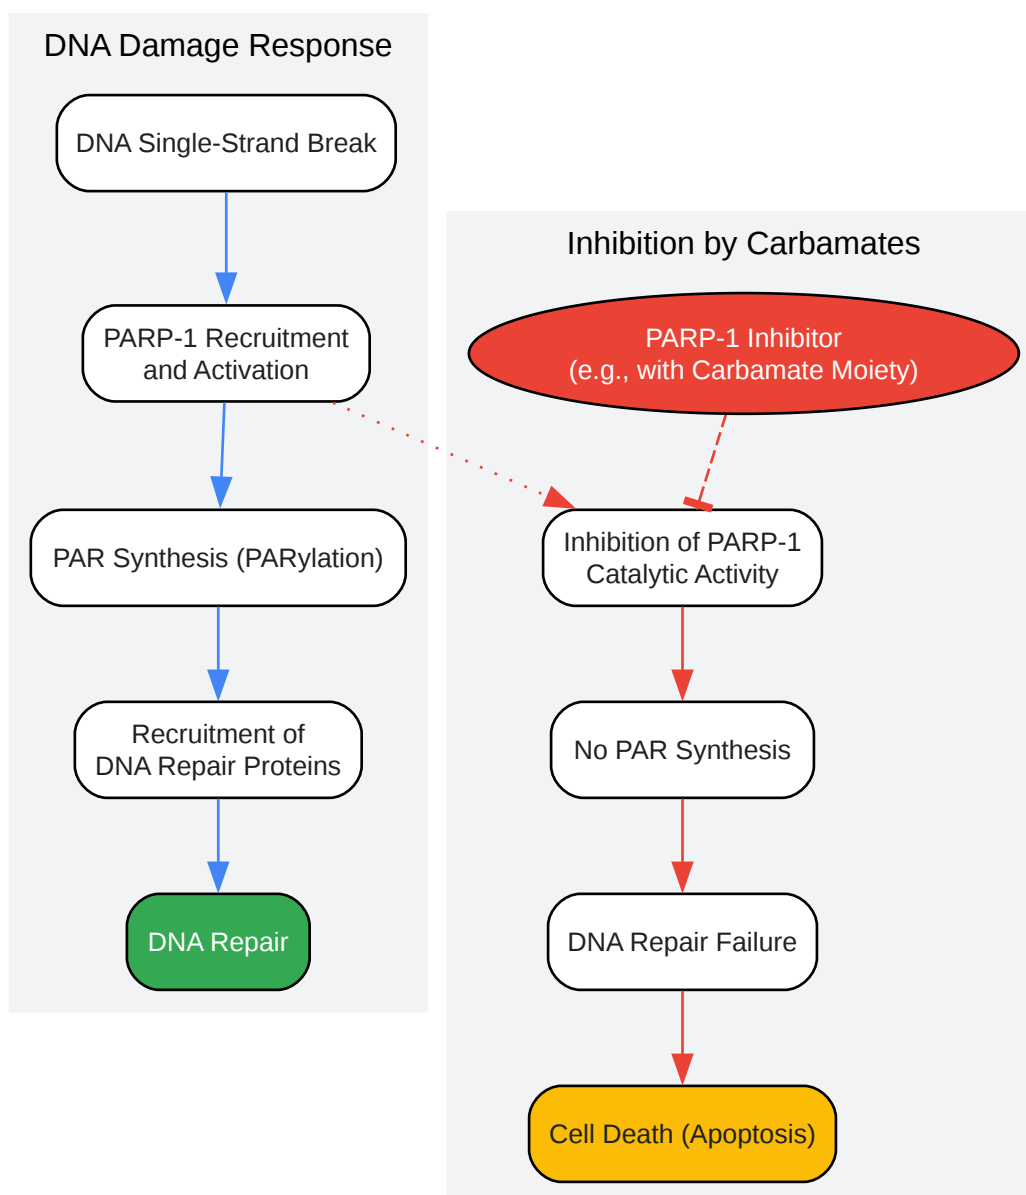 DNA Damage Response
DNA Single-Strand Break
PARP-1 Recruitment
and Activation
PAR Synthesis (PARylation)
Recruitment of
DNA Repair Proteins
DNA Repair
Inhibition by Carbamates
PARP-1 Inhibitor
(e.g., with Carbamate Moiety)
Inhibition of PARP-1
Catalytic Activity
No PAR Synthesis
DNA Repair Failure
Cell Death (Apoptosis)